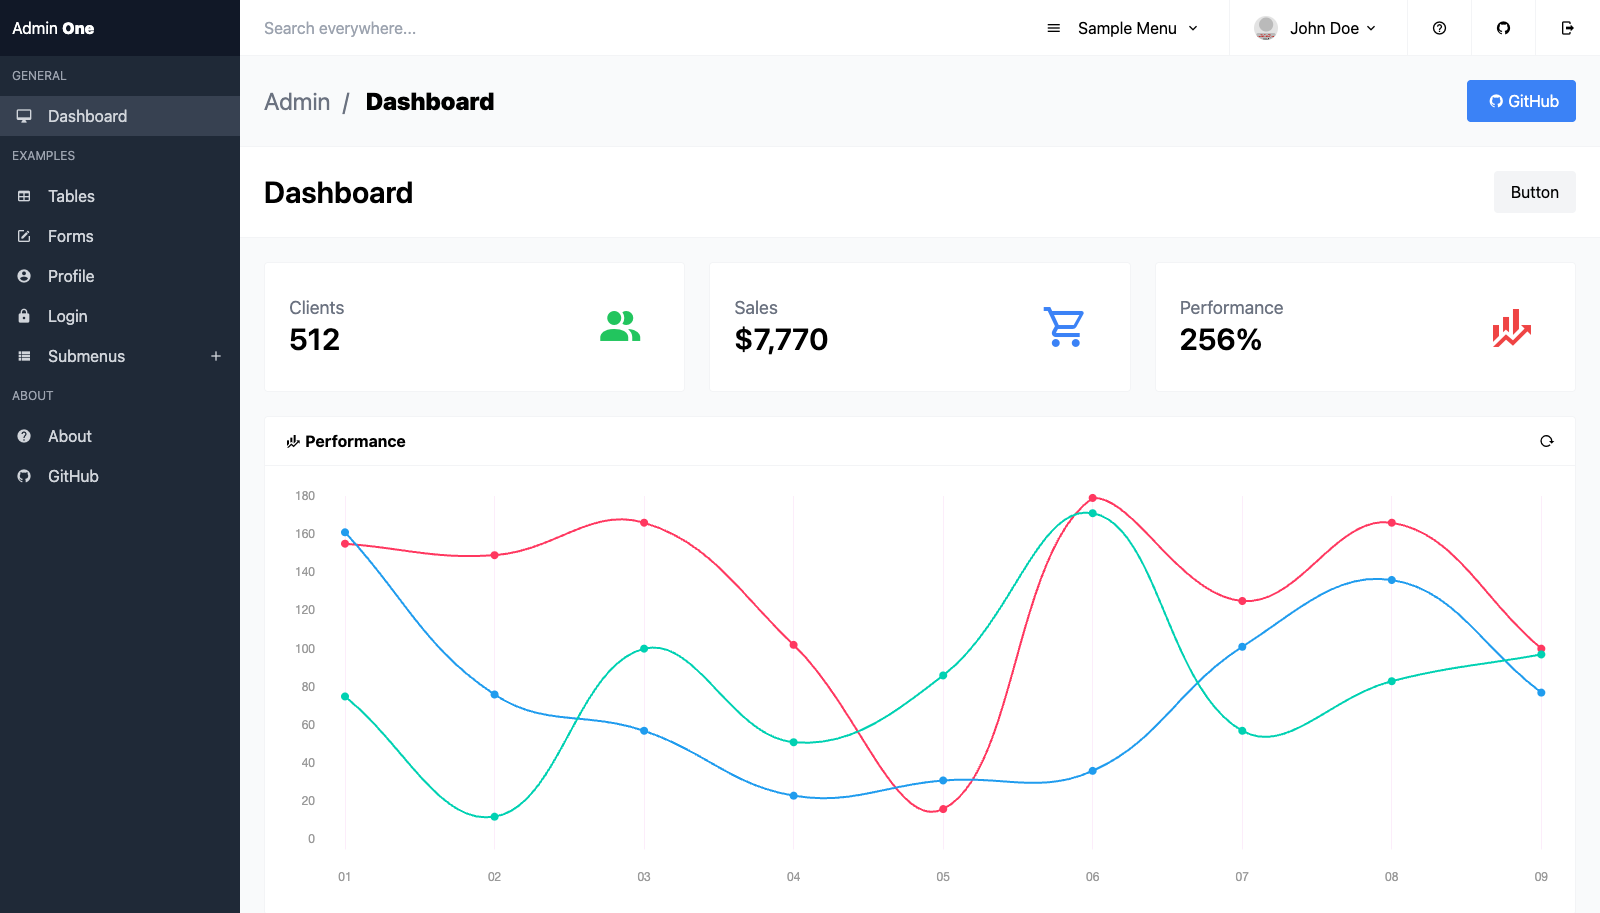 Admin One
GENERAL
Dashboard
EXAMPLES
Tables
Forms
Profile
Login
Submenus
ABOUT
About
GitHub
Search everywhere...
Sample Menu
John Doe
Admin / Dashboard
GitHub
Dashboard
Button
Clients
512
Sales
$7,770
Performance
256%
Performance
180
160
140
120
100
80
60
40
20
0
01 02 03 04 05 06 07 08 09